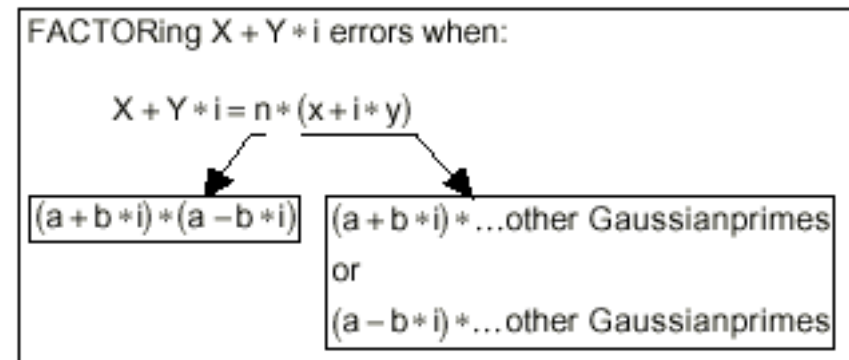 FACTORing X + Y * i errors when:
X + Y * i = n * (x + i * y)
(a + b * i) * (a - b * i)
(a + b * i) * ...other Gaussianprimes
or
(a - b * i) * ...other Gaussianprimes